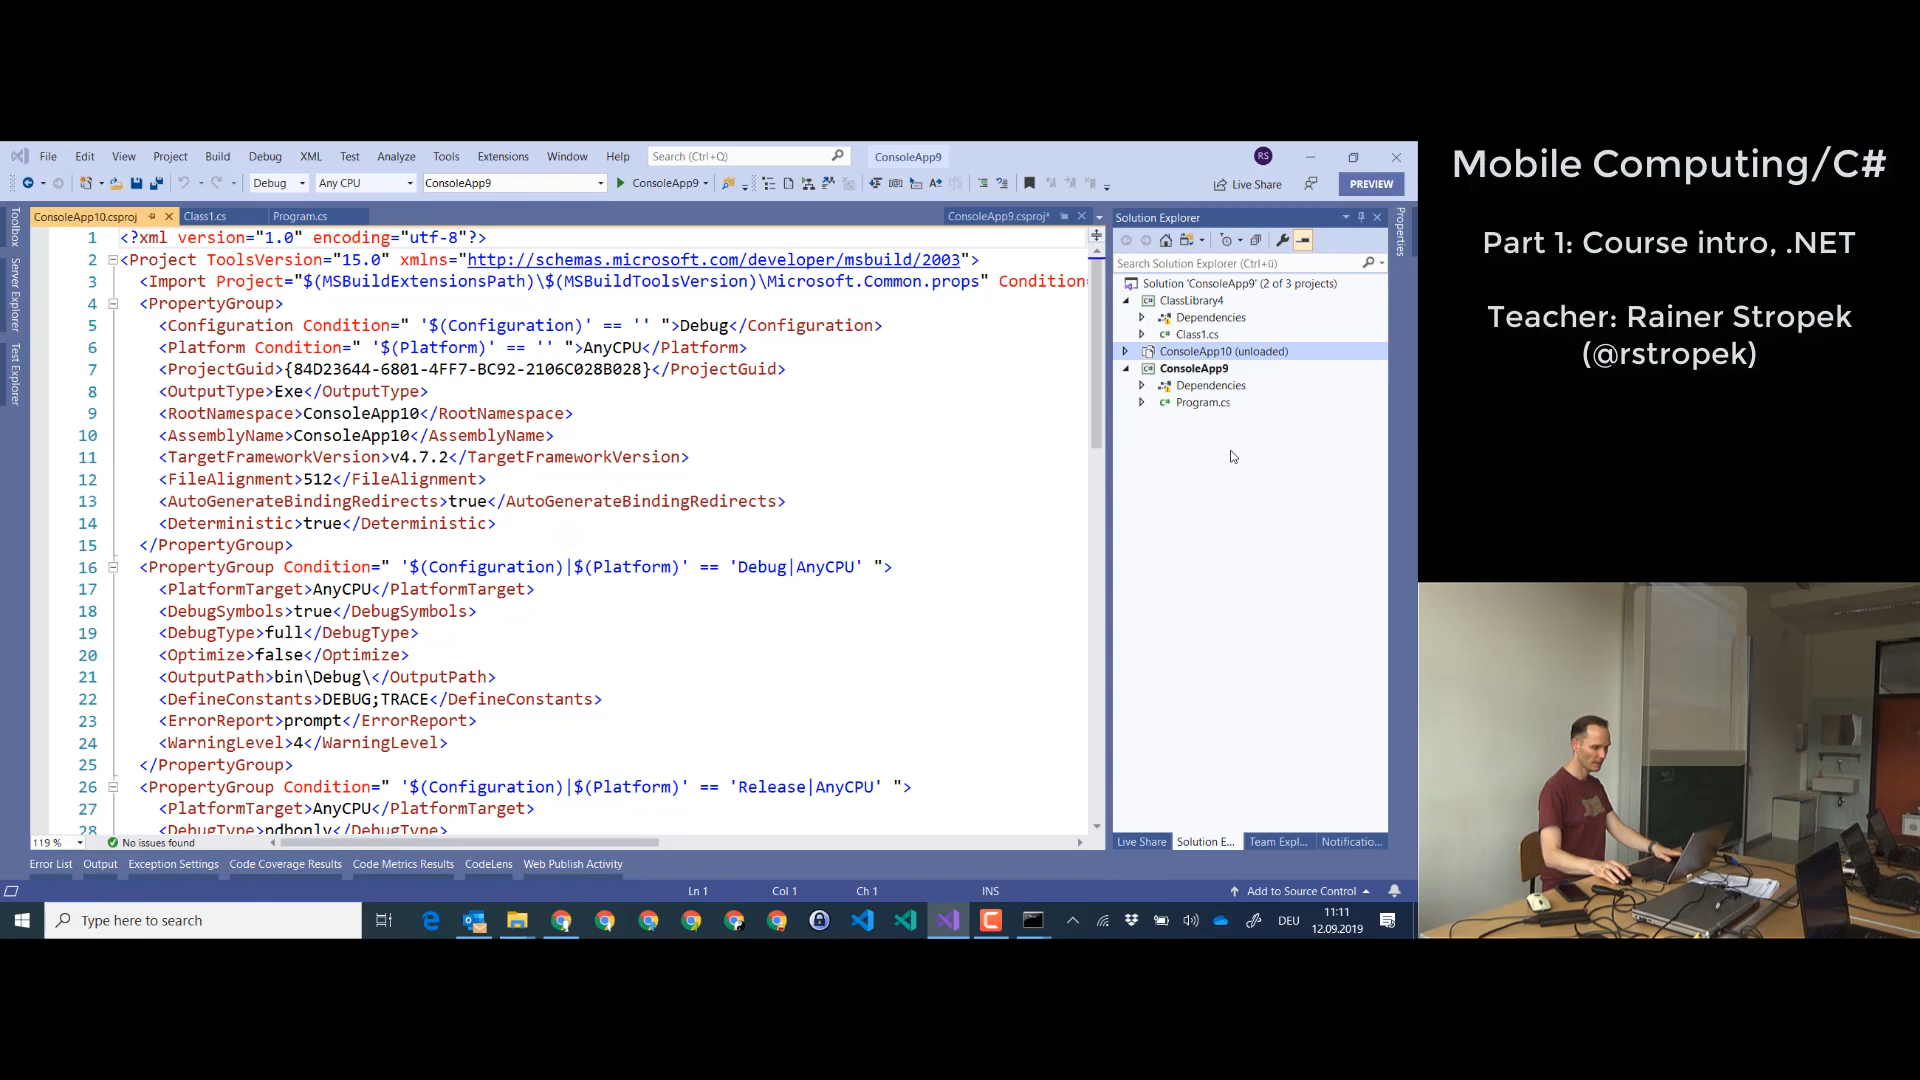 File Edit View Project Build Debug XML Test Analyze Tools Extensions Window Help Search (Ctrl+Q) ConsoleApp9 RS
Debug Any CPU ConsoleApp9 ConsoleApp9 Live Share PREVIEW
ConsoleApp10.csproj Class1.cs Program.cs ConsoleApp9.csproj*
Toolbox
Server Explorer
Test Explorer
1 <?xml version="1.0" encoding="utf-8"?>
2 <Project ToolsVersion="15.0" xmlns="http://schemas.microsoft.com/developer/msbuild/2003">
3 <Import Project="$(MSBuildExtensionsPath)\$(MSBuildToolsVersion)\Microsoft.Common.props" Condition=
4 <PropertyGroup>
5 <Configuration Condition=" '$(Configuration)' == '' ">Debug</Configuration>
6 <Platform Condition=" '$(Platform)' == '' ">AnyCPU</Platform>
7 <ProjectGuid>{84D23644-6801-4FF7-BC92-2106C028B028}</ProjectGuid>
8 <OutputType>Exe</OutputType>
9 <RootNamespace>ConsoleApp10</RootNamespace>
10 <AssemblyName>ConsoleApp10</AssemblyName>
11 <TargetFrameworkVersion>v4.7.2</TargetFrameworkVersion>
12 <FileAlignment>512</FileAlignment>
13 <AutoGenerateBindingRedirects>true</AutoGenerateBindingRedirects>
14 <Deterministic>true</Deterministic>
15 </PropertyGroup>
16 <PropertyGroup Condition=" '$(Configuration)|$(Platform)' == 'Debug|AnyCPU' ">
17 <PlatformTarget>AnyCPU</PlatformTarget>
18 <DebugSymbols>true</DebugSymbols>
19 <DebugType>full</DebugType>
20 <Optimize>false</Optimize>
21 <OutputPath>bin\Debug\</OutputPath>
22 <DefineConstants>DEBUG;TRACE</DefineConstants>
23 <ErrorReport>prompt</ErrorReport>
24 <WarningLevel>4</WarningLevel>
25 </PropertyGroup>
26 <PropertyGroup Condition=" '$(Configuration)|$(Platform)' == 'Release|AnyCPU' ">
27 <PlatformTarget>AnyCPU</PlatformTarget>
28 <DebugType>pdbonly</DebugType>
119 % No issues found
Solution Explorer
Search Solution Explorer (Ctrl+ü)
Solution 'ConsoleApp9' (2 of 3 projects)
ClassLibrary4
Dependencies
Class1.cs
ConsoleApp10 (unloaded)
ConsoleApp9
Dependencies
Program.cs
Live Share Solution E... Team Expl... Notificatio...
Properties
Error List Output Exception Settings Code Coverage Results Code Metrics Results CodeLens Web Publish Activity
Ln 1 Col 1 Ch 1 INS Add to Source Control
Type here to search DEU 11:11
12.09.2019
Mobile Computing/C#
Part 1: Course intro, .NET
Teacher: Rainer Stropek
(@rstropek)